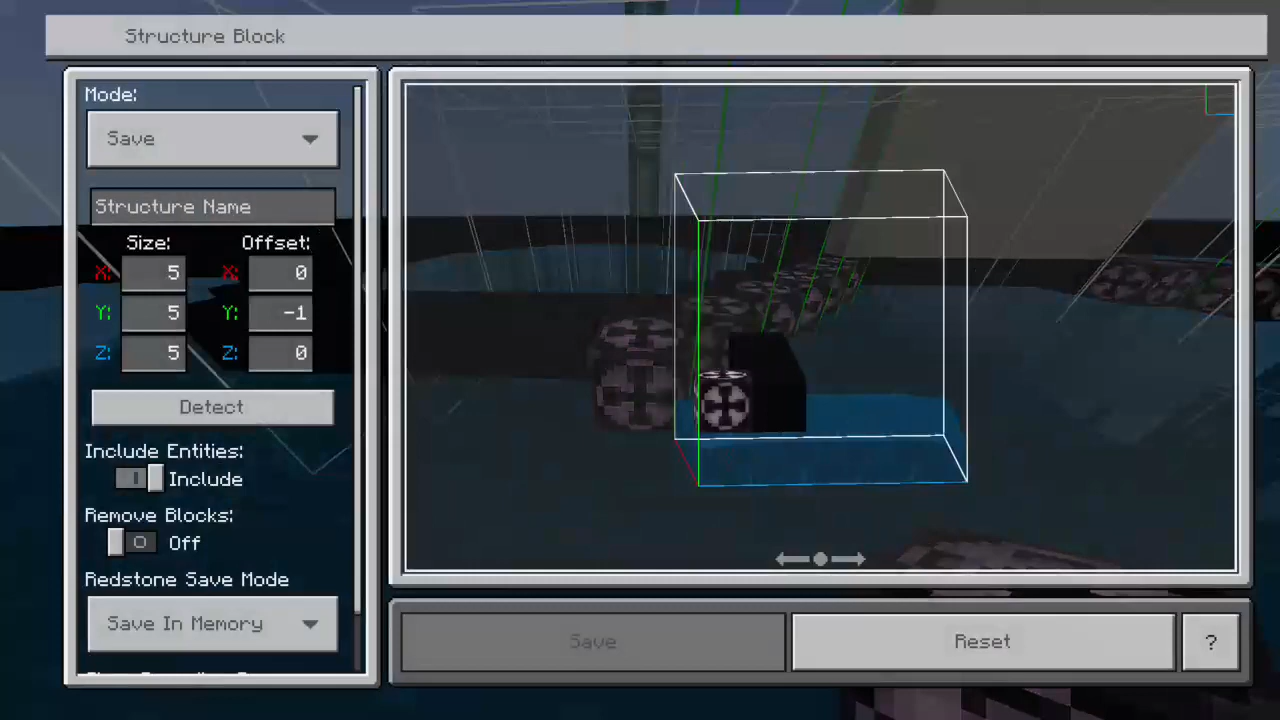 Structure Block
Mode:
Save
Structure Name
Size: Offset:
X: 5 X: 0
Y: 5 Y: -1
Z: 5 Z: 0
Detect
Include Entities:
Include
Remove Blocks:
Off
Redstone Save Mode
Save In Memory
Save
Reset
?